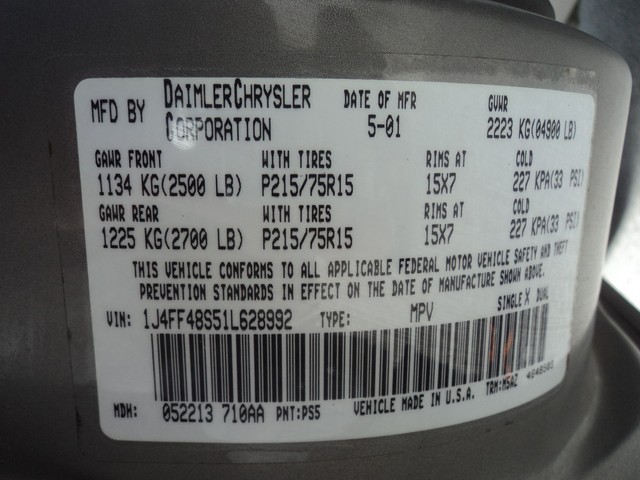 MFD BY DAIMLERCHRYSLER CORPORATION DATE OF MFR 5-01 GVWR 2223 KG(04900 LB)
GAWR FRONT WITH TIRES RIMS AT COLD
1134 KG(2500 LB) P215/75R15 15X7 227 KPA(33 PSI)
GAWR REAR WITH TIRES RIMS AT COLD
1225 KG(2700 LB) P215/75R15 15X7 227 KPA(33 PSI)
THIS VEHICLE CONFORMS TO ALL APPLICABLE FEDERAL MOTOR VEHICLE SAFETY AND THEFT
PREVENTION STANDARDS IN EFFECT ON THE DATE OF MANUFACTURE SHOWN ABOVE.
VIN: 1J4FF48S51L628992 TYPE: MPV SINGLE X DUAL
MDH: 052213 710AA PNT:PS5 VEHICLE MADE IN U.S.A. TRM:M5AZ